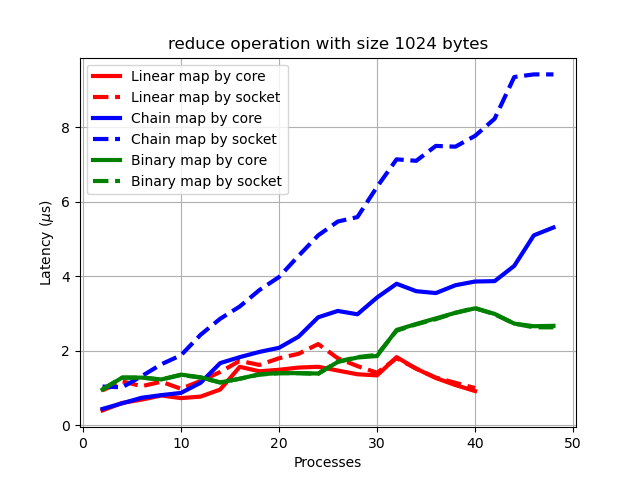 reduce operation with size 1024 bytes
Linear map by core
Linear map by socket
Chain map by core
Chain map by socket
Binary map by core
Binary map by socket
Latency (μs)
8
6
4
2
0
0 10 20 30 40 50
Processes